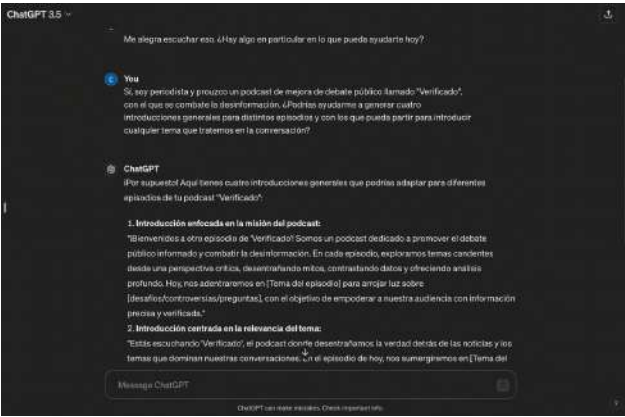 ChatGPT 3.5
Me alegra escuchar eso. ¿Hay algo en particular en lo que pueda ayudarte hoy?
C You
Sí, soy periodista y prouzco un podcast de mejora de debate público llamado "Verificado",
con el que se combate la desinformación. ¿Podrías ayudarme a generar cuatro
introducciones generales para distintos episodios y con los que pueda partir para introducir
cualquier tema que tratemos en la conversación?
ChatGPT
¡Por supuesto! Aquí tienes cuatro introducciones generales que podrías adaptar para diferentes
episodios de tu podcast "Verificado":
1. Introducción enfocada en la misión del podcast:
"¡Bienvenidos a otro episodio de 'Verificado'! Somos un podcast dedicado a promover el debate
público informado y combatir la desinformación. En cada episodio, exploramos temas candentes
desde una perspectiva crítica, desentrañando mitos, contrastando datos y ofreciendo análisis
profundo. Hoy, nos adentraremos en [Tema del episodio] para arrojar luz sobre
[desafíos/controversias/preguntas], con el objetivo de empoderar a nuestra audiencia con información
precisa y verificada."
2. Introducción centrada en la relevancia del tema:
"Estás escuchando 'Verificado', el podcast donde desentrañamos la verdad detrás de las noticias y los
temas que dominan nuestras conversaciones. En el episodio de hoy, nos sumergiremos en [Tema del
Message ChatGPT
ChatGPT can make mistakes. Check important info.
?